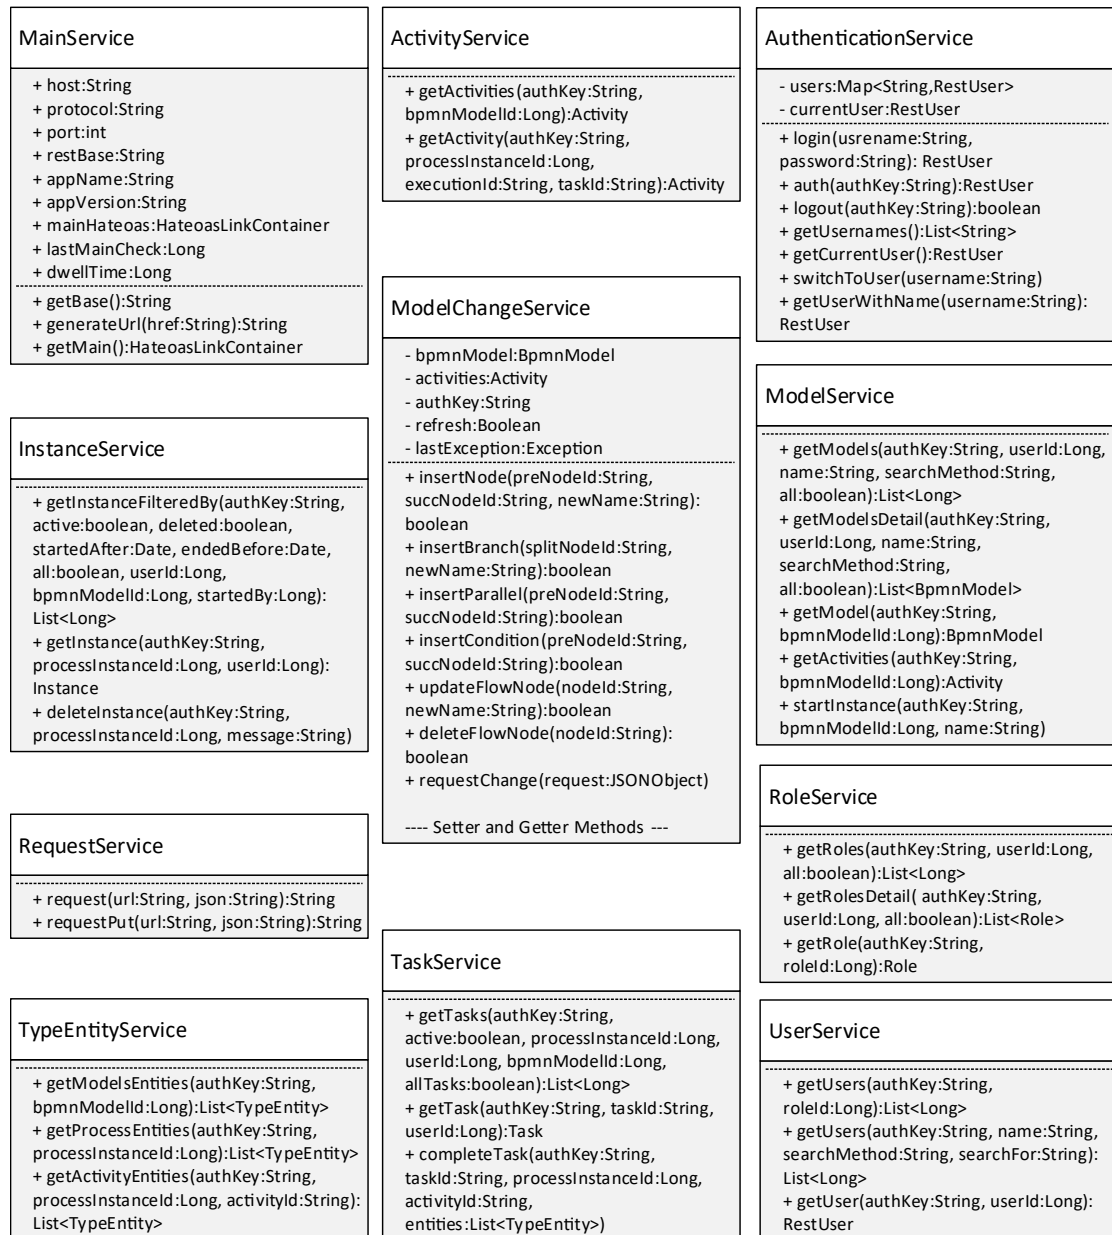 MainService
+ host:String
+ protocol:String
+ port:int
+ restBase:String
+ appName:String
+ appVersion:String
+ mainHateoas:HateoasLinkContainer
+ lastMainCheck:Long
+ dwellTime:Long
+ getBase():String
+ generateUrl(href:String):String
+ getMain():HateoasLinkContainer
InstanceService
+ getInstanceFilteredBy(authKey:String,
active:boolean, deleted:boolean,
startedAfter:Date, endedBefore:Date,
all:boolean, userId:Long,
bpmnModelId:Long, startedBy:Long):
List<Long>
+ getInstance(authKey:String,
processInstanceId:Long, userId:Long):
Instance
+ deleteInstance(authKey:String,
processInstanceId:Long, message:String)
RequestService
+ request(url:String, json:String):String
+ requestPut(url:String, json:String):String
TypeEntityService
+ getModelsEntities(authKey:String,
bpmnModelId:Long):List<TypeEntity>
+ getProcessEntities(authKey:String,
processInstanceId:Long):List<TypeEntity>
+ getActivityEntities(authKey:String,
processInstanceId:Long, activityId:String):
List<TypeEntity>
ActivityService
+ getActivities(authKey:String,
bpmnModelId:Long):Activity
+ getActivity(authKey:String,
processInstanceId:Long,
executionId:String, taskId:String):Activity
ModelChangeService
- bpmnModel:BpmnModel
- activities:Activity
- authKey:String
- refresh:Boolean
- lastException:Exception
+ insertNode(preNodeId:String,
succNodeId:String, newName:String):
boolean
+ insertBranch(splitNodeId:String,
newName:String):boolean
+ insertParallel(preNodeId:String,
succNodeId:String):boolean
+ insertCondition(preNodeId:String,
succNodeId:String):boolean
+ updateFlowNode(nodeId:String,
newName:String):boolean
+ deleteFlowNode(nodeId:String):
boolean
+ requestChange(request:JSONObject)
---- Setter and Getter Methods ---
TaskService
+ getTasks(authKey:String,
active:boolean, processInstanceId:Long,
userId:Long, bpmnModelId:Long,
allTasks:boolean):List<Long>
+ getTask(authKey:String, taskId:String,
userId:Long):Task
+ completeTask(authKey:String,
taskId:String, processInstanceId:Long,
activityId:String,
entities:List<TypeEntity>)
AuthenticationService
- users:Map<String,RestUser>
- currentUser:RestUser
+ login(usrename:String,
password:String): RestUser
+ auth(authKey:String):RestUser
+ logout(authKey:String):boolean
+ getUsernames():List<String>
+ getCurrentUser():RestUser
+ switchToUser(username:String)
+ getUserWithName(username:String):
RestUser
ModelService
+ getModels(authKey:String, userId:Long,
name:String, searchMethod:String,
all:boolean):List<Long>
+ getModelsDetail(authKey:String,
userId:Long, name:String,
searchMethod:String,
all:boolean):List<BpmnModel>
+ getModel(authKey:String,
bpmnModelId:Long):BpmnModel
+ getActivities(authKey:String,
bpmnModelId:Long):Activity
+ startInstance(authKey:String,
bpmnModelId:Long, name:String)
RoleService
+ getRoles(authKey:String, userId:Long,
all:boolean):List<Long>
+ getRolesDetail( authKey:String,
userId:Long, all:boolean):List<Role>
+ getRole(authKey:String,
roleId:Long):Role
UserService
+ getUsers(authKey:String,
roleId:Long):List<Long>
+ getUsers(authKey:String, name:String,
searchMethod:String, searchFor:String):
List<Long>
+ getUser(authKey:String, userId:Long):
RestUser